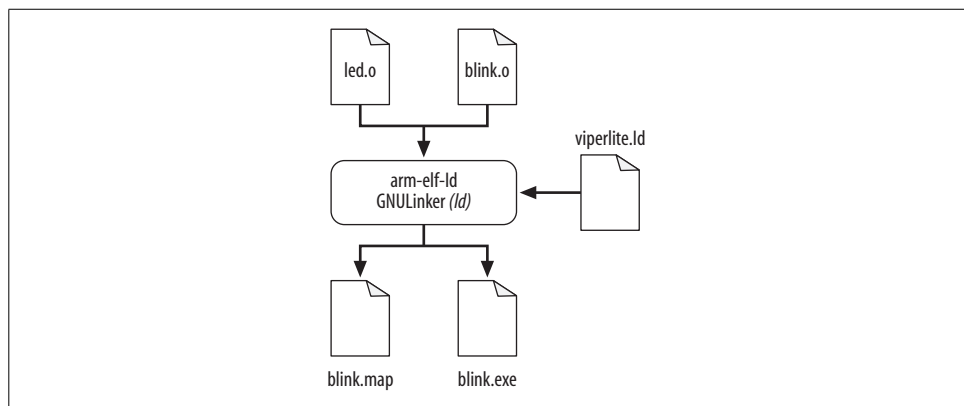 led.o
blink.o
viperlite.ld
arm-elf-ld
GNULinker (ld)
blink.map
blink.exe